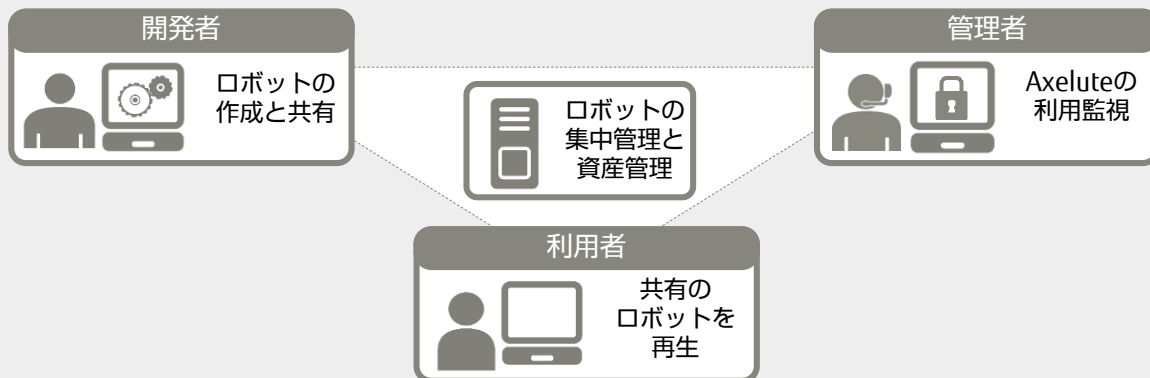 開発者
ロボットの
作成と共有
ロボットの
集中管理と
資産管理
管理者
Axeluteの
利用監視
利用者
共有の
ロボットを
再生